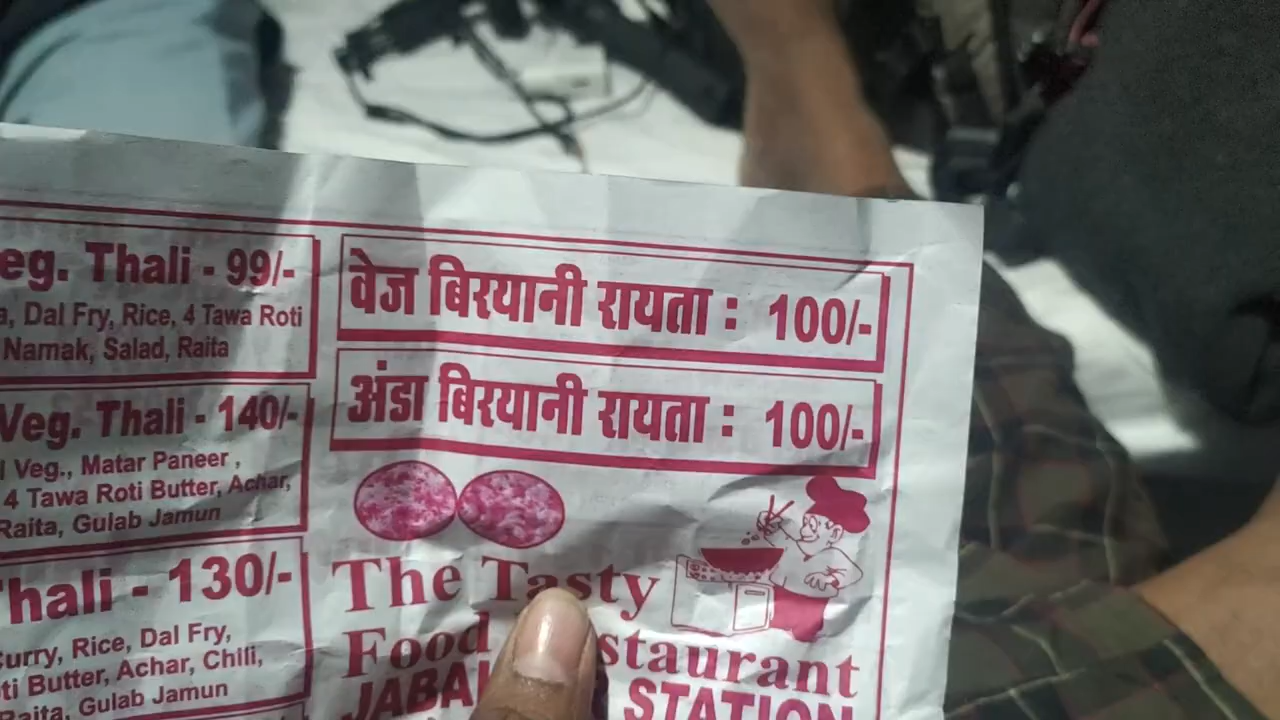 eg. Thali - 99/-
a, Dal Fry, Rice, 4 Tawa Roti
Namak, Salad, Raita
Veg. Thali - 140/-
Veg., Matar Paneer ,
4 Tawa Roti Butter, Achar,
Raita, Gulab Jamun
Thali - 130/-
Curry, Rice, Dal Fry,
ti Butter, Achar, Chili,
Raita, Gulab Jamun
वेज बिरयानी रायता : 100/-
अंडा बिरयानी रायता : 100/-
The Tasty
Food staurant
JABAL STATION